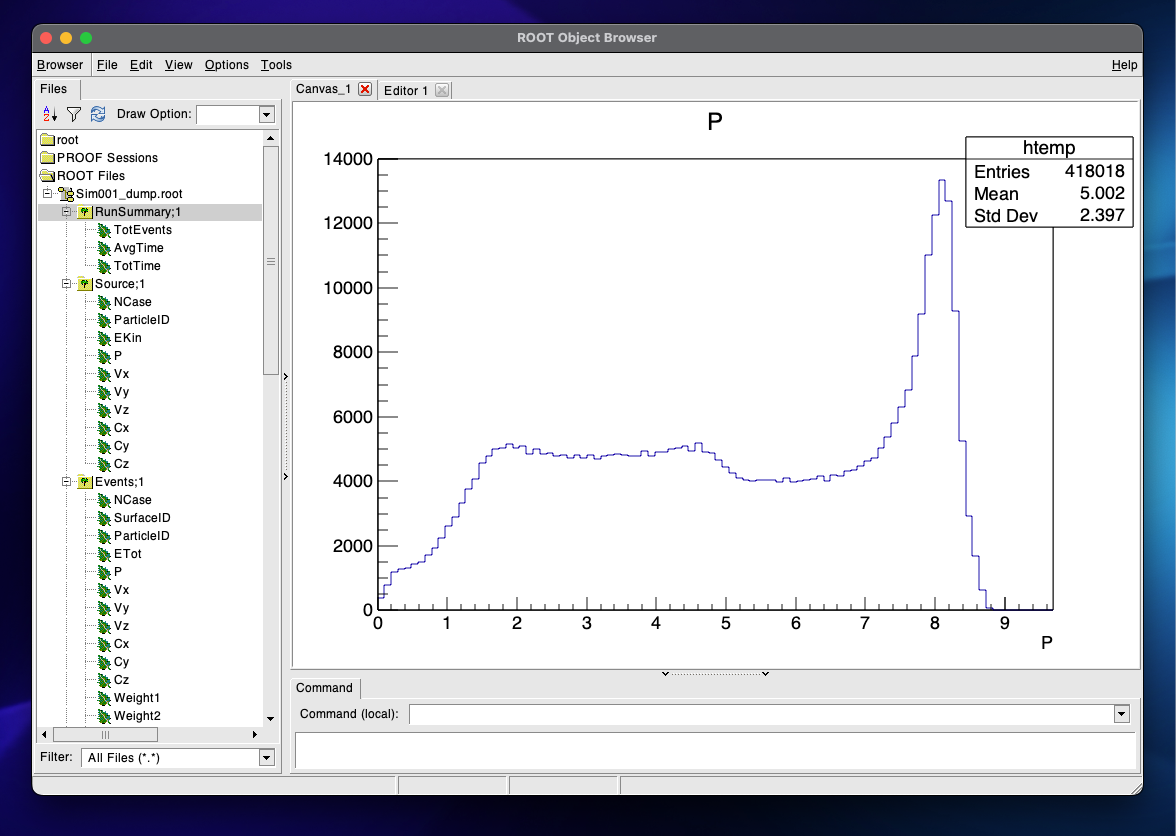 ROOT Object Browser
Browser File Edit View Options Tools Help
Files
Draw Option:
root
PROOF Sessions
ROOT Files
Sim001_dump.root
RunSummary;1
TotEvents
AvgTime
TotTime
Source;1
NCase
ParticleID
EKin
P
Vx
Vy
Vz
Cx
Cy
Cz
Events;1
NCase
SurfaceID
ParticleID
ETot
P
Vx
Vy
Vz
Cx
Cy
Cz
Weight1
Weight2
Filter: All Files (*.*)
Canvas_1 Editor 1
P
htemp
Entries 418018
Mean 5.002
Std Dev 2.397
14000
12000
10000
8000
6000
4000
2000
0
0 1 2 3 4 5 6 7 8 9
P
Command
Command (local):